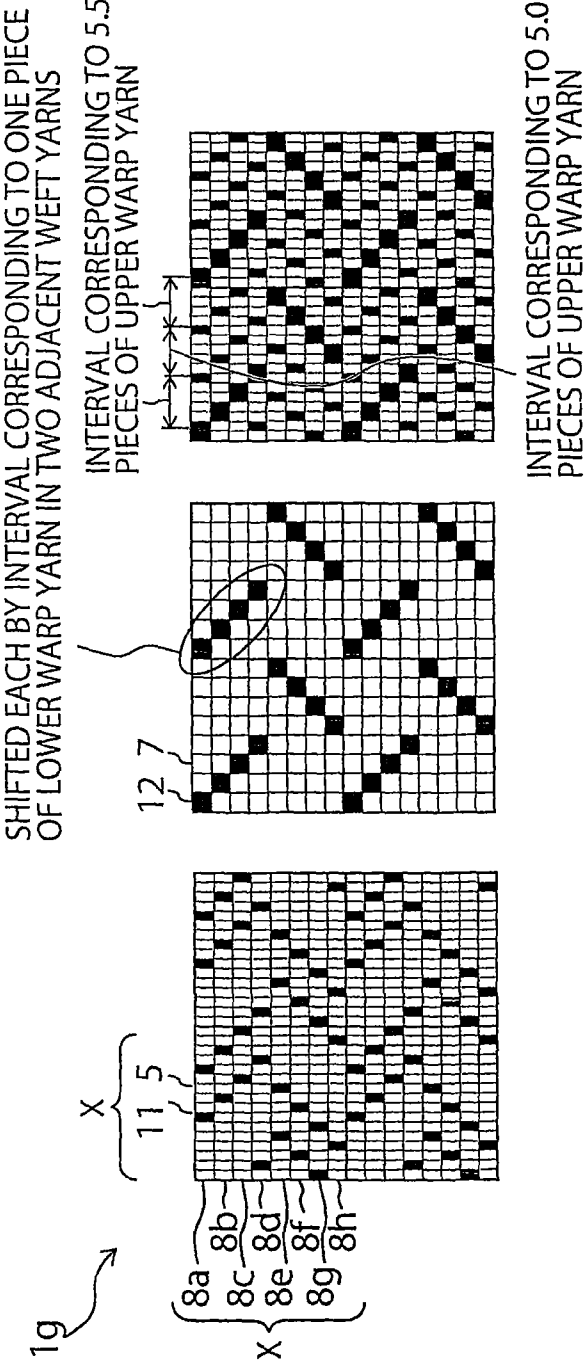 1g
SHIFTED EACH BY INTERVAL CORRESPONDING TO ONE PIECE
OF LOWER WARP YARN IN TWO ADJACENT WEFT YARNS
INTERVAL CORRESPONDING TO 5.5
PIECES OF UPPER WARP YARN
X
11 5
12 7
X
8a
8b
8c
8d
8e
8f
8g
8h
INTERVAL CORRESPONDING TO 5.0
PIECES OF UPPER WARP YARN